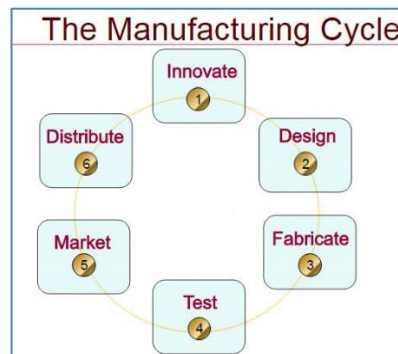 The Manufacturing Cycle
Innovate
1
Design
2
Fabricate
3
Test
4
Market
5
Distribute
6